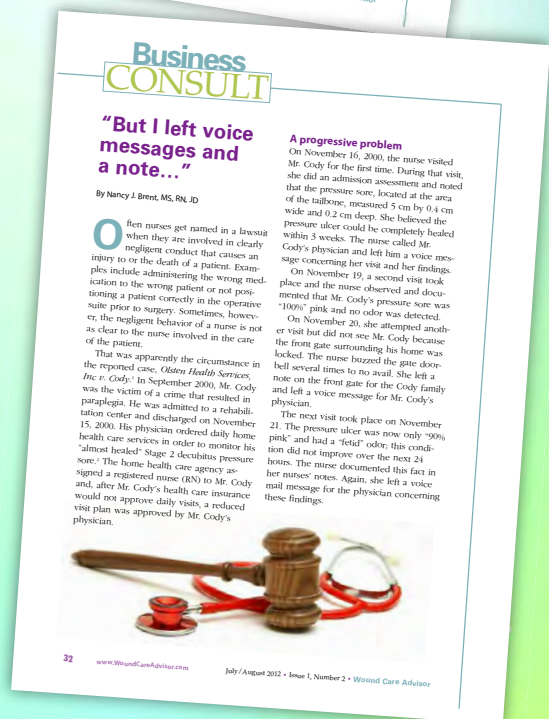 Business
CONSULT
“But I left voice
messages and
a note…”
By Nancy J. Brent, MS, RN, JD
Often nurses get named in a lawsuit
when they are involved in clearly
negligent conduct that causes an
injury to or the death of a patient. Exam-
ples include administering the wrong med-
ication to the wrong patient or not posi-
tioning a patient correctly in the operative
suite prior to surgery. Sometimes, howev-
er, the negligent behavior of a nurse is not
as clear to the nurse involved in the care
of the patient.
That was apparently the circumstance in
the reported case, Olsten Health Services,
Inc v. Cody.¹ In September 2000, Mr. Cody
was the victim of a crime that resulted in
paraplegia. He was admitted to a rehabili-
tation center and discharged on November
15, 2000. His physician ordered daily home
health care services in order to monitor his
“almost healed” Stage 2 decubitus pressure
sore.² The home health care agency as-
signed a registered nurse (RN) to Mr. Cody
and, after Mr. Cody’s health care insurance
would not approve daily visits, a reduced
visit plan was approved by Mr. Cody’s
physician.
A progressive problem
On November 16, 2000, the nurse visited
Mr. Cody for the first time. During that visit,
she did an admission assessment and noted
that the pressure sore, located at the area
of the tailbone, measured 5 cm by 0.4 cm
wide and 0.2 cm deep. She believed the
pressure ulcer could be completely healed
within 3 weeks. The nurse called Mr.
Cody’s physician and left him a voice mes-
sage concerning her visit and her findings.
On November 19, a second visit took
place and the nurse observed and docu-
mented that Mr. Cody’s pressure sore was
“100%” pink and no odor was detected.
On November 20, she attempted anoth-
er visit but did not see Mr. Cody because
the front gate surrounding his home was
locked. The nurse buzzed the gate door-
bell several times to no avail. She left a
note on the front gate for the Cody family
and left a voice message for Mr. Cody’s
physician.
The next visit took place on November
21. The pressure ulcer was now only “90%
pink” and had a “fetid” odor; this condi-
tion did not improve over the next 24
hours. The nurse documented this fact in
her nurses’ notes. Again, she left a voice
mail message for the physician concerning
these findings.
32 www.WoundCareAdvisor.com July/August 2012 • Issue 1, Number 2 • Wound Care Advisor